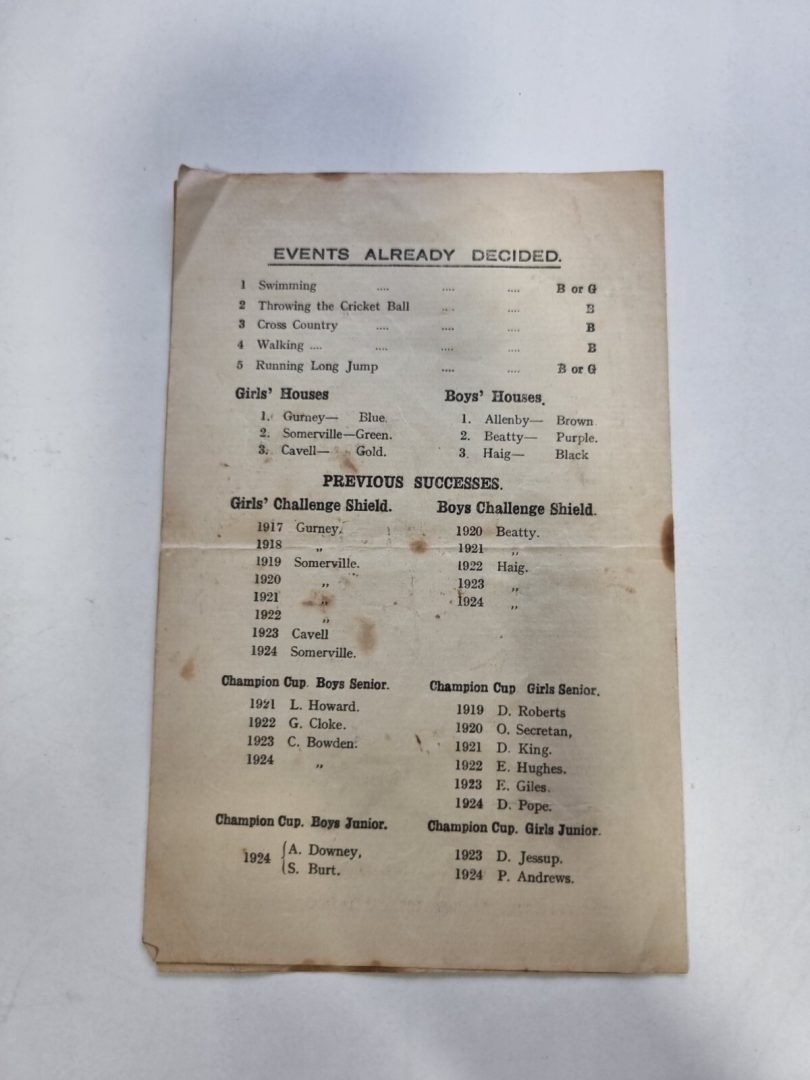 EVENTS ALREADY DECIDED.
1 Swimming .... .... .... B or G
2 Throwing the Cricket Ball .... .... B
3 Cross Country .... .... .... B
4 Walking .... .... .... .... B
5 Running Long Jump .... .... B or G
Girls' Houses
1. Gurney— Blue.
2. Somerville—Green.
3. Cavell— Gold.
Boys' Houses.
1. Allenby— Brown
2. Beatty— Purple.
3. Haig— Black
PREVIOUS SUCCESSES.
Girls' Challenge Shield.
1917 Gurney.
1918 „
1919 Somerville.
1920 „
1921 „
1922 „
1923 Cavell
1924 Somerville.
Boys Challenge Shield.
1920 Beatty.
1921 „
1922 Haig.
1923 „
1924 „
Champion Cup. Boys Senior.
1921 L. Howard.
1922 G. Cloke.
1923 C. Bowden.
1924 „
Champion Cup Girls Senior.
1919 D. Roberts
1920 O. Secretan,
1921 D. King.
1922 E. Hughes.
1923 E. Giles.
1924 D. Pope.
Champion Cup. Boys Junior.
1924 { A. Downey,
S. Burt.
Champion Cup. Girls Junior.
1923 D. Jessup.
1924 P. Andrews.